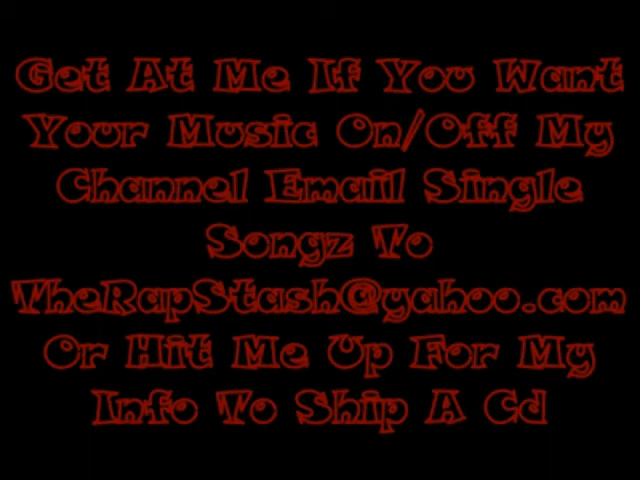 Get At Me If You Want
Your Music On/Off My
Channel Email Single
Songz To
TheRapStash@yahoo.com
Or Hit Me Up For My
Info To Ship A Cd